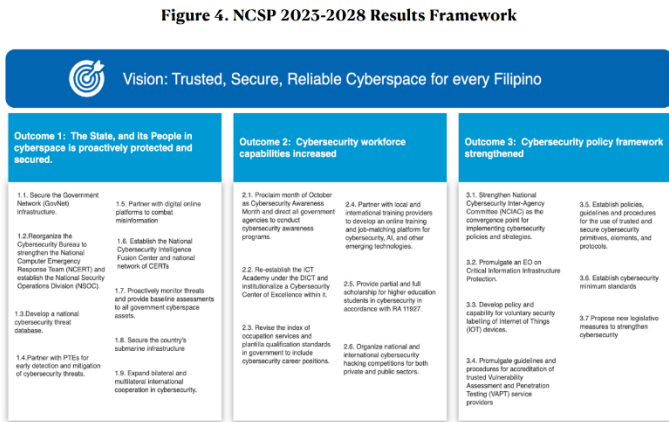 Figure 4. NCSP 2023-2028 Results Framework
Vision: Trusted, Secure, Reliable Cyberspace for every Filipino
Outcome 1: The State, and its People in
cyberspace is proactively protected and
secured.
1.1. Secure the Government
Network (GovNet)
infrastructure.
1.2.Reorganize the
Cybersecurity Bureau to
strengthen the National
Computer Emergency
Response Team (NCERT) and
establish the National Security
Operations Division (NSOC).
1.3.Develop a national
cybersecurity threat
database.
1.4.Partner with PTEs for
early detection and mitigation
of cybersecurity threats.
1.5. Partner with digital online
platforms to combat
misinformation
1.6. Establish the National
Cybersecurity Intelligence
Fusion Center and national
network of CERTs
1.7. Proactively monitor threats
and provide baseline assessments
to all government cyberspace
assets.
1.8. Secure the country's
submarine infrastructure
1.9. Expand bilateral and
multilateral international
cooperation in cybersecurity.
Outcome 2: Cybersecurity workforce
capabilities increased
2.1. Proclaim month of October
as Cybersecurity Awareness
Month and direct all government
agencies to conduct
cybersecurity awareness
programs.
2.2. Re-establish the ICT
Academy under the DICT and
institutionalize a Cybersecurity
Center of Excellence within it.
2.3. Revise the index of
occupation services and
plantilla qualification standards
in government to include
cybersecurity career positions.
2.4. Partner with local and
international training providers
to develop an online training
and job-matching platform for
cybersecurity, AI, and other
emerging technologies.
2.5. Provide partial and full
scholarship for higher education
students in cybersecurity in
accordance with RA 11927.
2.6. Organize national and
international cybersecurity
hacking competitions for both
private and public sectors.
Outcome 3: Cybersecurity policy framework
strengthened
3.1. Strengthen National
Cybersecurity Inter-Agency
Committee (NCIAC) as the
convergence point for
implementing cybersecurity
policies and strategies.
3.2. Promulgate an EO on
Critical Information Infrastructure
Protection.
3.3. Develop policy and
capability for voluntary security
labelling of Internet of Things
(IOT) devices.
3.4. Promulgate guidelines and
procedures for accreditation of
trusted Vulnerability
Assessment and Penetration
Testing (VAPT) service
providers
3.5. Establish policies,
guidelines and procedures
for the use of trusted and
secure cybersecurity
primitives, elements, and
protocols.
3.6. Establish cybersecurity
minimum standards
3.7 Propose new legislative
measures to strengthen
cybersecurity